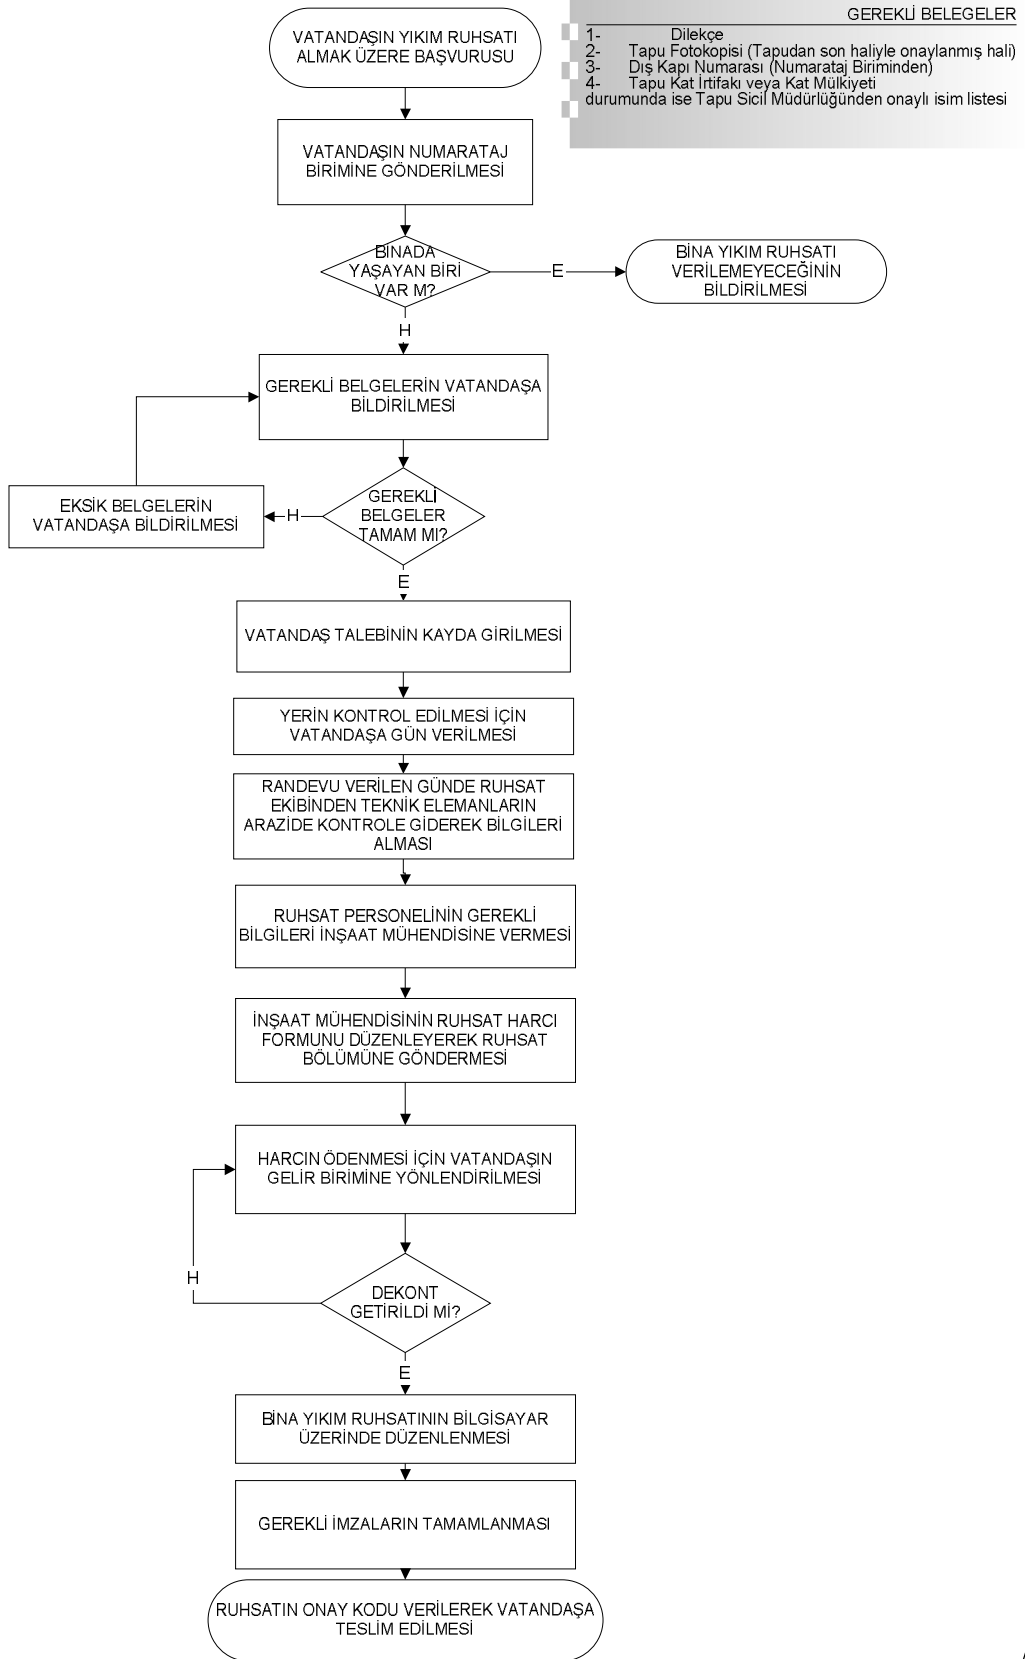 VATANDAŞIN YIKIM RUHSATI
ALMAK ÜZERE BAŞVURUSU
GEREKLİ BELEGELER
1- Dilekçe
2- Tapu Fotokopisi (Tapudan son haliyle onaylanmış hali)
3- Dış Kapı Numarası (Numarataj Biriminden)
4- Tapu Kat İrtifakı veya Kat Mülkiyeti
durumunda ise Tapu Sicil Müdürlüğünden onaylı isim listesi
VATANDAŞIN NUMARATAJ
BİRİMİNE GÖNDERİLMESİ
BINADA
YAŞAYAN BİRİ
VAR M?
E
BİNA YIKIM RUHSATI
VERİLEMEYECEĞİNİN
BİLDİRİLMESİ
H
GEREKLİ BELGELERİN VATANDAŞA
BİLDİRİLMESİ
GEREKLİ
BELGELER
TAMAM MI?
H
EKSİK BELGELERİN
VATANDAŞA BİLDİRİLMESİ
E
VATANDAŞ TALEBİNİN KAYDA GİRİLMESİ
YERİN KONTROL EDİLMESİ İÇİN
VATANDAŞA GÜN VERİLMESİ
RANDEVU VERİLEN GÜNDE RUHSAT
EKİBİNDEN TEKNİK ELEMANLARIN
ARAZİDE KONTROLE GİDEREK BİLGİLERİ
ALMASI
RUHSAT PERSONELİNİN GEREKLİ
BİLGİLERİ İNŞAAT MÜHENDİSİNE VERMESİ
İNŞAAT MÜHENDİSİNİN RUHSAT HARCI
FORMUNU DÜZENLEYEREK RUHSAT
BÖLÜMÜNE GÖNDERMESİ
HARCIN ÖDENMESİ İÇİN VATANDAŞIN
GELİR BİRİMİNE YÖNLENDİRİLMESİ
H
DEKONT
GETİRİLDİ Mİ?
E
BİNA YIKIM RUHSATININ BİLGİSAYAR
ÜZERİNDE DÜZENLENMESİ
GEREKLİ İMZALARIN TAMAMLANMASI
RUHSATIN ONAY KODU VERİLEREK VATANDAŞA
TESLİM EDİLMESİ